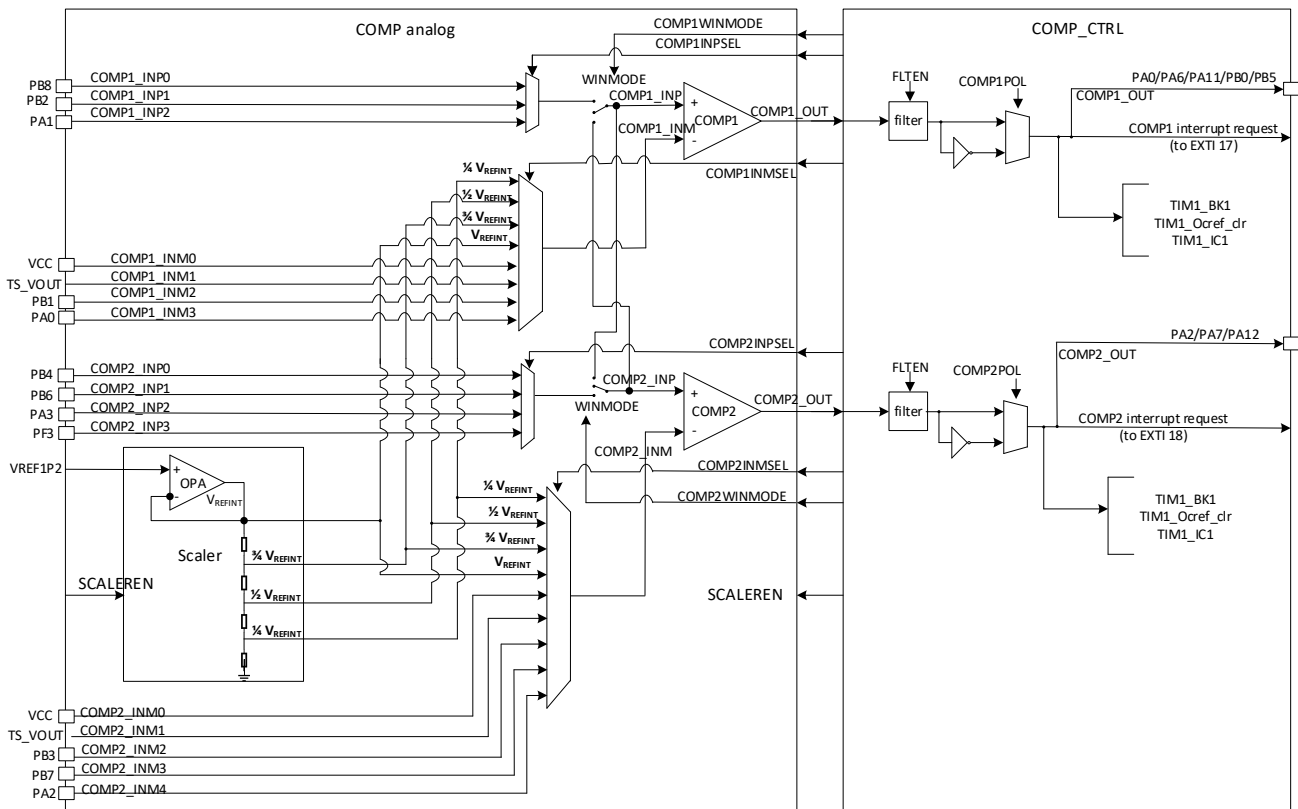 COMP analog
COMP_CTRL
COMP1WINMODE
COMP1INPSEL
PB8 COMP1_INP0
PB2 COMP1_INP1
PA1 COMP1_INP2
WINMODE
COMP1_INP
COMP1_INM
+
-
COMP1
COMP1_OUT
FLTEN
filter
COMP1POL
PA0/PA6/PA11/PB0/PB5
COMP1_OUT
COMP1 interrupt request
(to EXTI 17)
COMP1INMSEL
TIM1_BK1
TIM1_Ocref_clr
TIM1_IC1
¼ VREFINT
½ VREFINT
¾ VREFINT
VREFINT
VCC COMP1_INM0
TS_VOUT COMP1_INM1
PB1 COMP1_INM2
PA0 COMP1_INM3
COMP2INPSEL
PB4 COMP2_INP0
PB6 COMP2_INP1
PA3 COMP2_INP2
PF3 COMP2_INP3
COMP2_INP
WINMODE
COMP2_INM
+
-
COMP2
COMP2_OUT
FLTEN
filter
COMP2POL
PA2/PA7/PA12
COMP2_OUT
COMP2 interrupt request
(to EXTI 18)
COMP2INMSEL
COMP2WINMODE
TIM1_BK1
TIM1_Ocref_clr
TIM1_IC1
VREF1P2
+
-
OPA
VREFINT
Scaler
¾ VREFINT
½ VREFINT
¼ VREFINT
SCALEREN
¼ VREFINT
½ VREFINT
¾ VREFINT
VREFINT
SCALEREN
VCC COMP2_INM0
TS_VOUT COMP2_INM1
PB3 COMP2_INM2
PB7 COMP2_INM3
PA2 COMP2_INM4